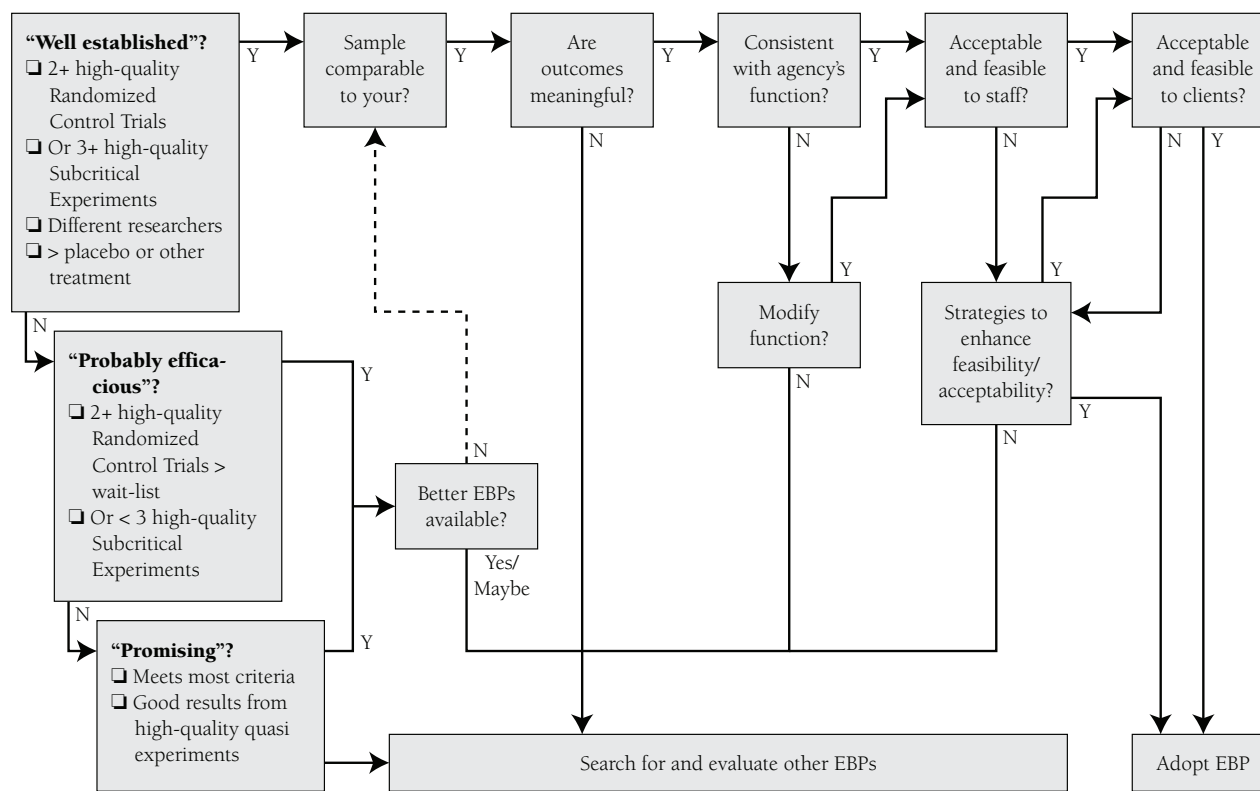 “Well established”?
❏ 2+ high-quality
Randomized
Control Trials
❏ Or 3+ high-quality
Subcritical
Experiments
❏ Different researchers
❏ > placebo or other
treatment
Y
Sample
comparable
to your?
Y
Are
outcomes
meaningful?
Y
Consistent
with agency’s
function?
Y
Acceptable
and feasible
to staff?
Y
Acceptable
and feasible
to clients?
N
N
N
N
Y
N
“Probably effica-
cious”?
❏ 2+ high-quality
Randomized
Control Trials >
wait-list
❏ Or < 3 high-quality
Subcritical
Experiments
Y
Y
Modify
function?
N
Y
Strategies to
enhance
feasibility/
acceptability?
Y
N
N
Better EBPs
available?
Yes/
Maybe
N
“Promising”?
❏ Meets most criteria
❏ Good results from
high-quality quasi
experiments
Y
Search for and evaluate other EBPs
Adopt EBP